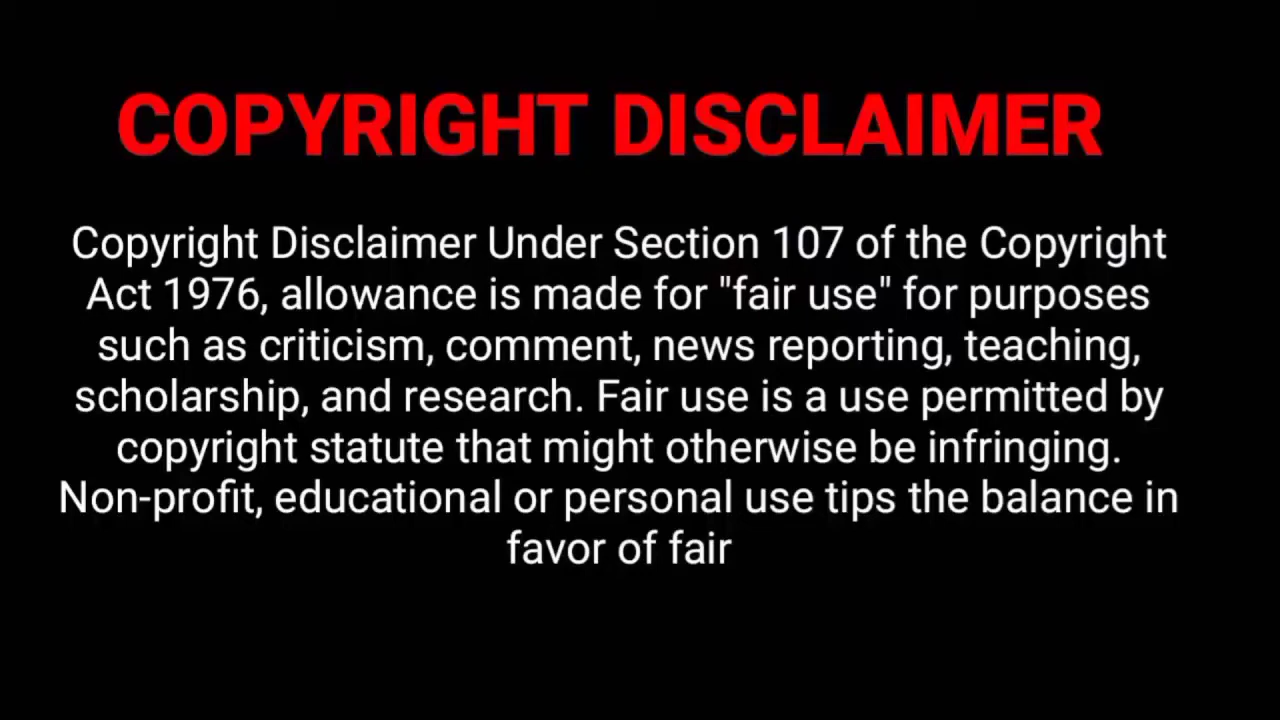 COPYRIGHT DISCLAIMER
Copyright Disclaimer Under Section 107 of the Copyright
Act 1976, allowance is made for "fair use" for purposes
such as criticism, comment, news reporting, teaching,
scholarship, and research. Fair use is a use permitted by
copyright statute that might otherwise be infringing.
Non-profit, educational or personal use tips the balance in
favor of fair